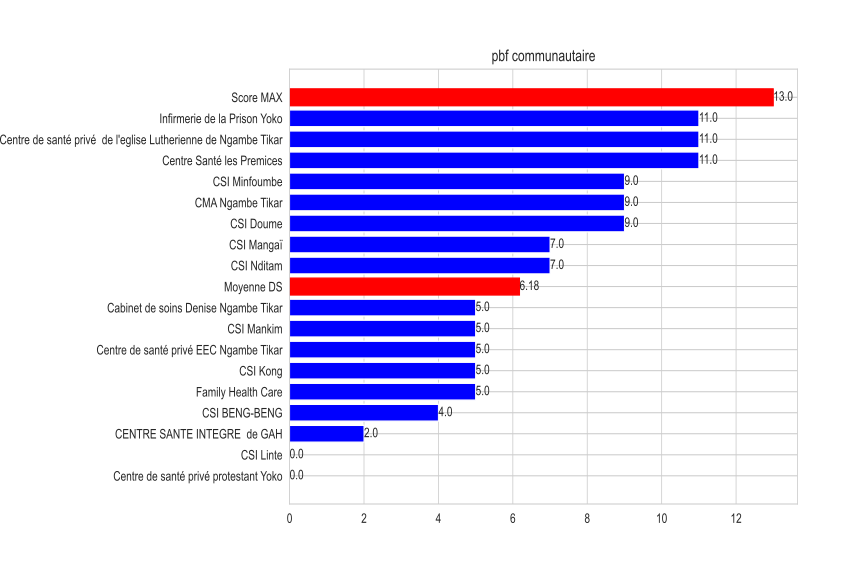 pbf communautaire
Score MAX 13.0
Infirmerie de la Prison Yoko 11.0
Centre de santé privé  de l'eglise Lutherienne de Ngambe Tikar 11.0
Centre Santé les Premices 11.0
CSI Minfoumbe 9.0
CMA Ngambe Tikar 9.0
CSI Doume 9.0
CSI Mangaï 7.0
CSI Nditam 7.0
Moyenne DS 6.18
Cabinet de soins Denise Ngambe Tikar 5.0
CSI Mankim 5.0
Centre de santé privé EEC Ngambe Tikar 5.0
CSI Kong 5.0
Family Health Care 5.0
CSI BENG-BENG 4.0
CENTRE SANTE INTEGRE  de GAH 2.0
CSI Linte 0.0
Centre de santé privé protestant Yoko 0.0
0 2 4 6 8 10 12